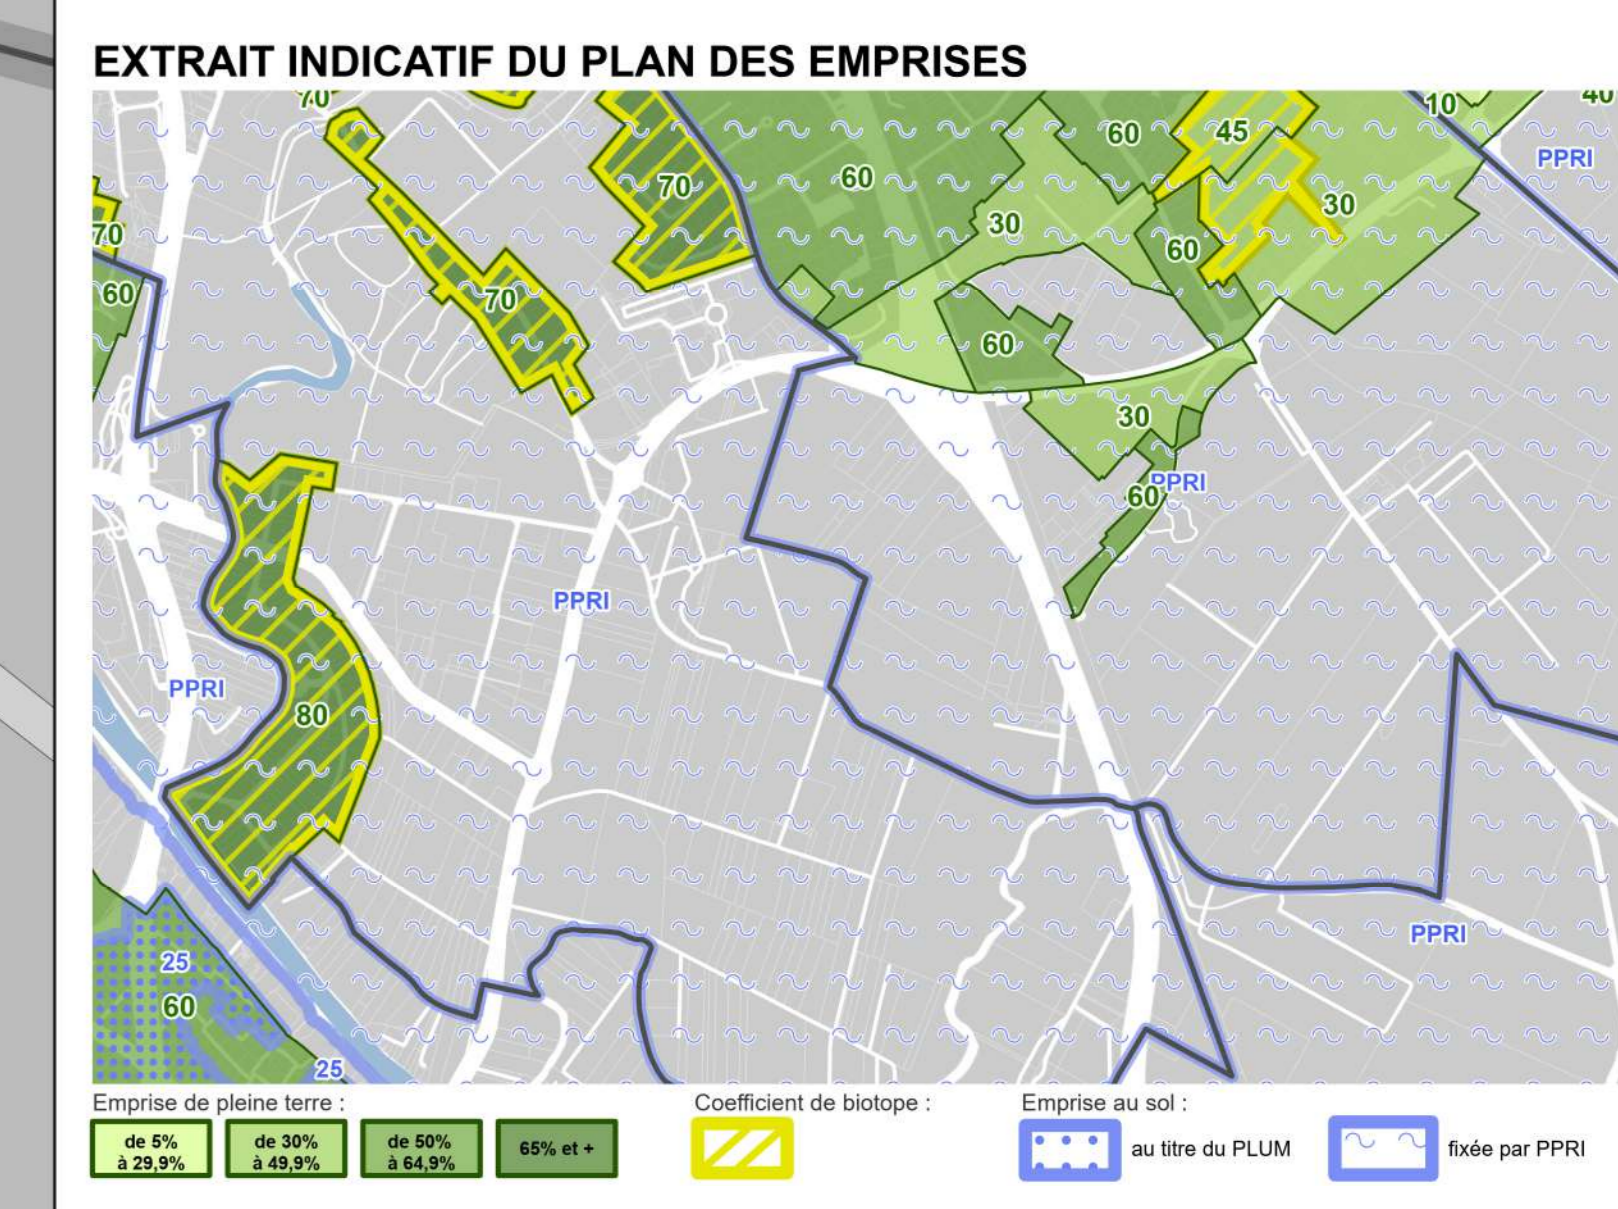 EXTRAIT INDICATIF DU PLAN DES EMPRISES
70
10
40
60
45
PPRI
70
60
30
30
70
60
60
70
60
30
PPRI
60
PPRI
PPRI
80
PPRI
25
60
25
Emprise de pleine terre :
de 5%
à 29,9%
de 30%
à 49,9%
de 50%
à 64,9%
65% et +
Coefficient de biotope :
Emprise au sol :
au titre du PLUM
fixée par PPRI